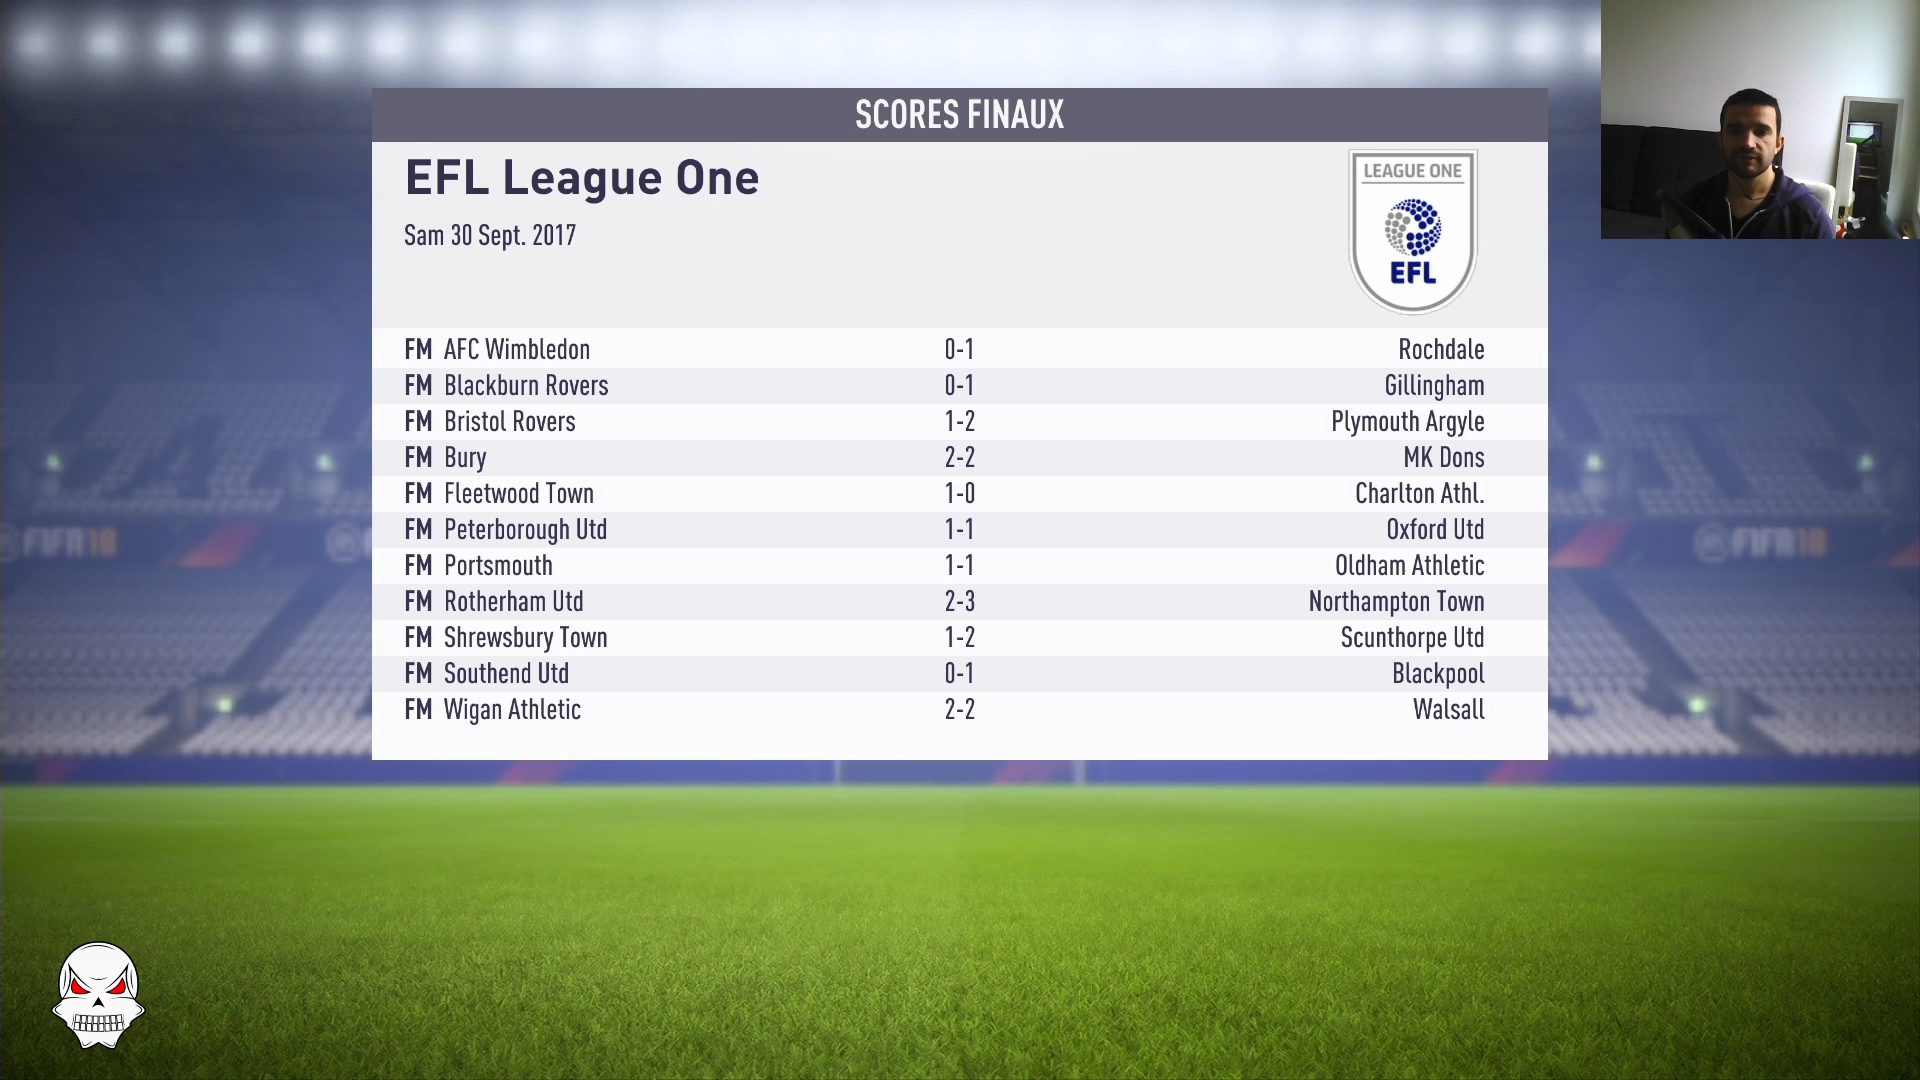 SCORES FINAUX
EFL League One
Sam 30 Sept. 2017
LEAGUE ONE
EFL
FM AFC Wimbledon 0-1 Rochdale
FM Blackburn Rovers 0-1 Gillingham
FM Bristol Rovers 1-2 Plymouth Argyle
FM Bury 2-2 MK Dons
FM Fleetwood Town 1-0 Charlton Athl.
FM Peterborough Utd 1-1 Oxford Utd
FM Portsmouth 1-1 Oldham Athletic
FM Rotherham Utd 2-3 Northampton Town
FM Shrewsbury Town 1-2 Scunthorpe Utd
FM Southend Utd 0-1 Blackpool
FM Wigan Athletic 2-2 Walsall
FIFA 18
FIFA 18